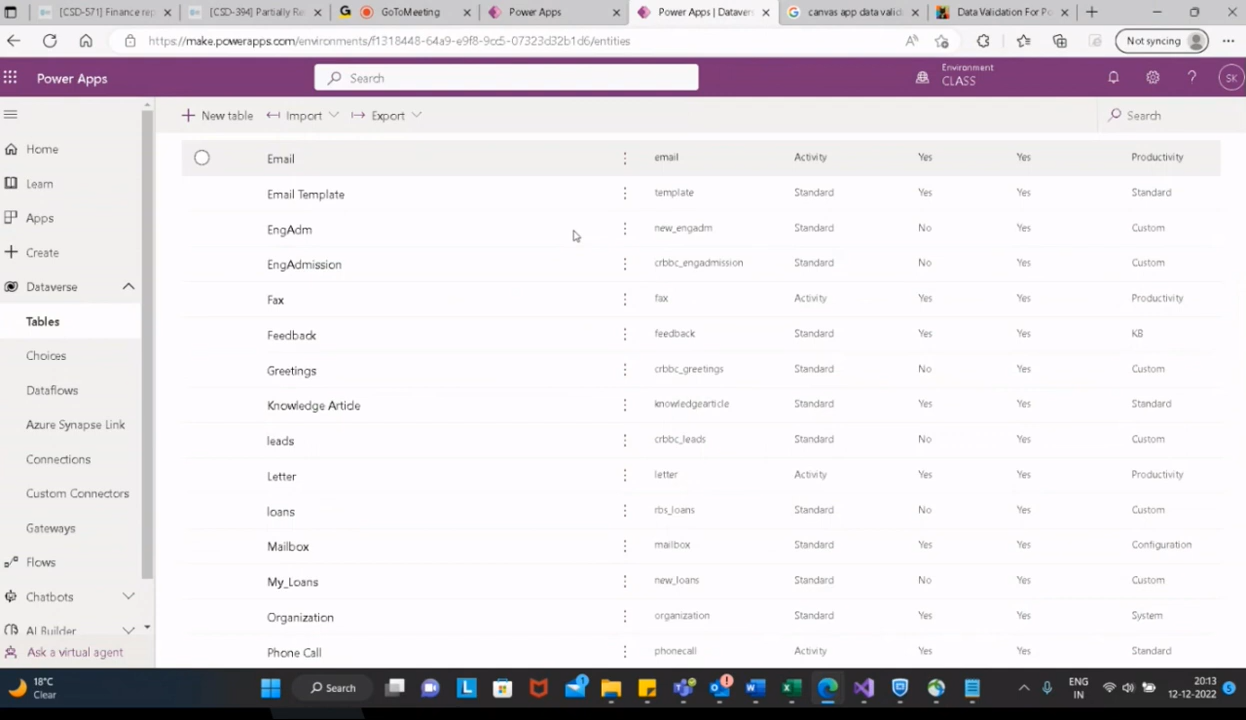 [CSD-571] Finance rep
[CSD-394] Partially Re
GoToMeeting
Power Apps
Power Apps | Datavers
canvas app data valid
Data Validation For Po
https://make.powerapps.com/environments/f1318448-64a9-e9f8-9cc5-07323d32b1d6/entities
Not syncing
Power Apps
Search
Environment
CLASS
SK
New table
Import
Export
Search
Home
Learn
Apps
Create
Dataverse
Tables
Choices
Dataflows
Azure Synapse Link
Connections
Custom Connectors
Gateways
Flows
Chatbots
AI Builder
Ask a virtual agent
Email email Activity Yes Yes Productivity
Email Template template Standard Yes Yes Standard
EngAdm new_engadm Standard No Yes Custom
EngAdmission crbbc_engadmission Standard No Yes Custom
Fax fax Activity Yes Yes Productivity
Feedback feedback Standard Yes Yes KB
Greetings crbbc_greetings Standard No Yes Custom
Knowledge Article knowledgearticle Standard Yes Yes Standard
leads crbbc_leads Standard No Yes Custom
Letter letter Activity Yes Yes Productivity
loans rbs_loans Standard No Yes Custom
Mailbox mailbox Standard Yes Yes Configuration
My_Loans new_loans Standard No Yes Custom
Organization organization Standard Yes Yes System
Phone Call phonecall Activity Yes Yes Standard
18°C
Clear
Search
ENG
IN
20:13
12-12-2022
5